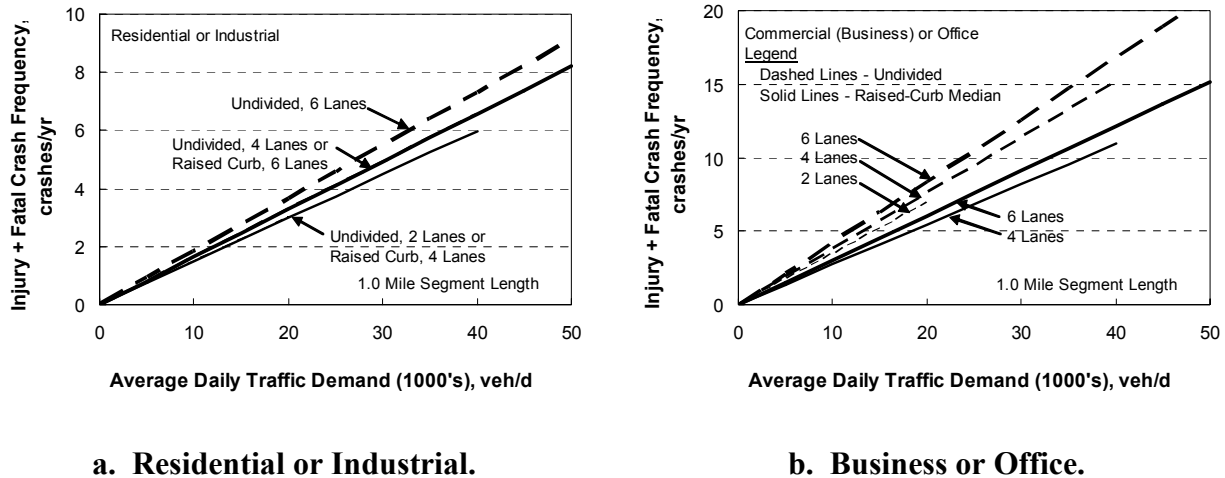 Injury + Fatal Crash Frequency,
crashes/yr
10
8
6
4
2
0
Residential or Industrial
Undivided, 6 Lanes
Undivided, 4 Lanes or
Raised Curb, 6 Lanes
Undivided, 2 Lanes or
Raised Curb, 4 Lanes
1.0 Mile Segment Length
0 10 20 30 40 50
Average Daily Traffic Demand (1000's), veh/d
a. Residential or Industrial.
Injury + Fatal Crash Frequency,
crashes/yr
20
15
10
5
0
Commercial (Business) or Office
Legend
Dashed Lines - Undivided
Solid Lines - Raised-Curb Median
6 Lanes
4 Lanes
2 Lanes
6 Lanes
4 Lanes
1.0 Mile Segment Length
0 10 20 30 40 50
Average Daily Traffic Demand (1000's), veh/d
b. Business or Office.